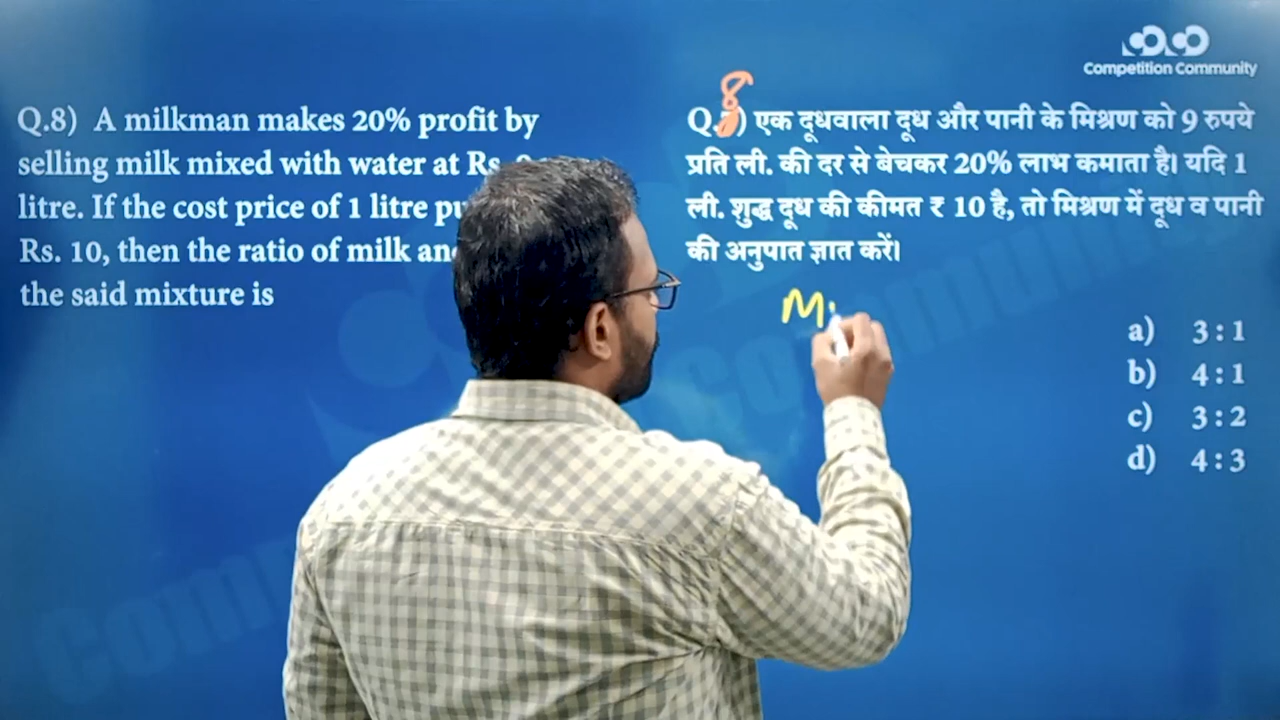 Competition Community
Q.8) A milkman makes 20% profit by
selling milk mixed with water at Rs.
litre. If the cost price of 1 litre
Rs. 10, then the ratio of milk
the said mixture is
8
Q. ) एक दूधवाला दूध और पानी के मिश्रण को 9 रुपये
प्रति ली. की दर से बेचकर 20% लाभ कमाता है। यदि 1
ली. शुद्ध दूध की कीमत ₹ 10 है, तो मिश्रण में दूध व पानी
की अनुपात ज्ञात करें।
M
a) 3 : 1
b) 4 : 1
c) 3 : 2
d) 4 : 3